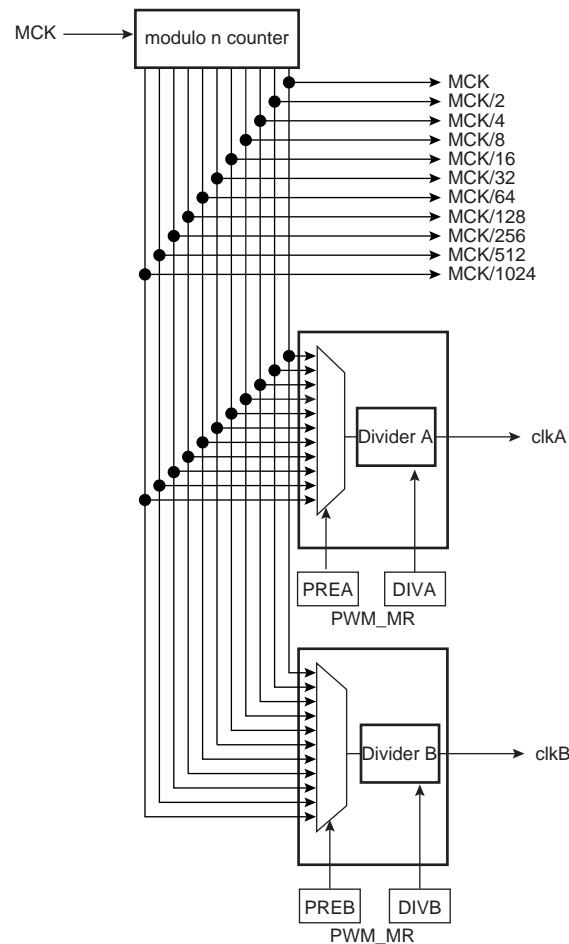 MCK
modulo n counter
MCK
MCK/2
MCK/4
MCK/8
MCK/16
MCK/32
MCK/64
MCK/128
MCK/256
MCK/512
MCK/1024
Divider A
clkA
PREA
DIVA
PWM_MR
Divider B
clkB
PREB
DIVB
PWM_MR